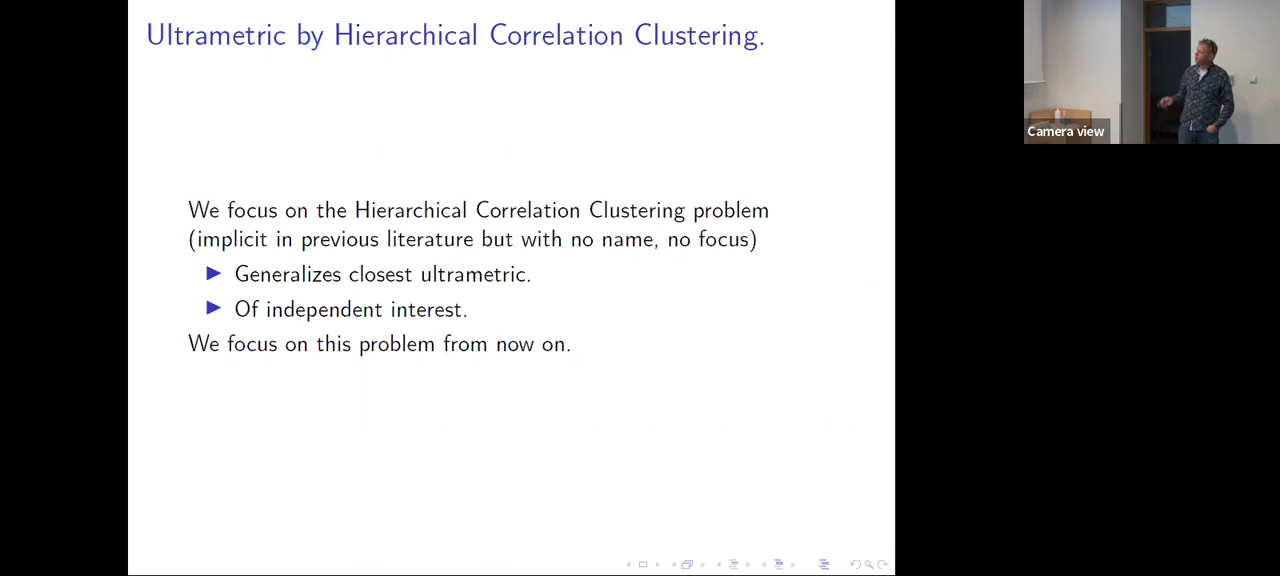 Ultrametric by Hierarchical Correlation Clustering.
Camera view
We focus on the Hierarchical Correlation Clustering problem
(implicit in previous literature but with no name, no focus)
▶ Generalizes closest ultrametric.
▶ Of independent interest.
We focus on this problem from now on.